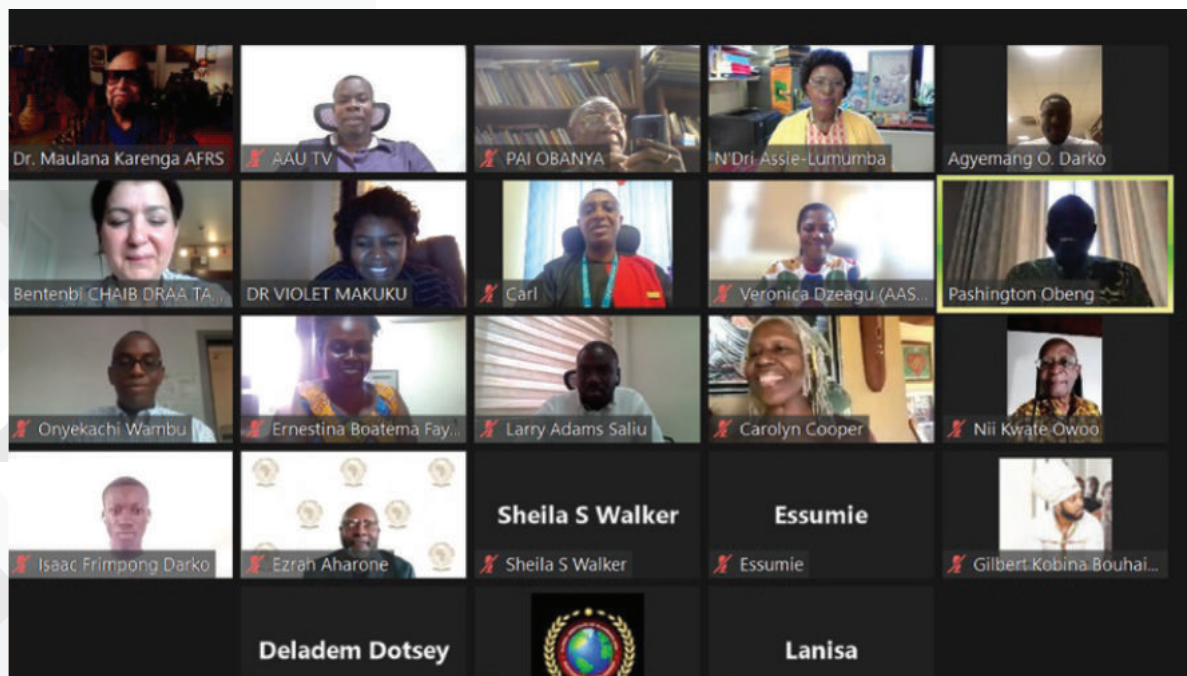 Dr. Maulana Karenga AFRS
AAU TV
PAI OBANYA
N'Dri Assie-Lumumba
Agyemang O. Darko
Bentenbi CHAIB DRAA TA...
DR VIOLET MAKUKU
Carl
Veronica Dzeagu (AAS...
Pashington Obeng
Onyekachi Wambu
Ernestina Boatema Fay...
Larry Adams Saliu
Carolyn Cooper
Nii Kwate Owoo
Isaac Frimpong Darko
Ezrah Aharone
Sheila S Walker
Sheila S Walker
Essumie
Essumie
Gilbert Kobina Bouhai...
Deladem Dotsey
Lanisa